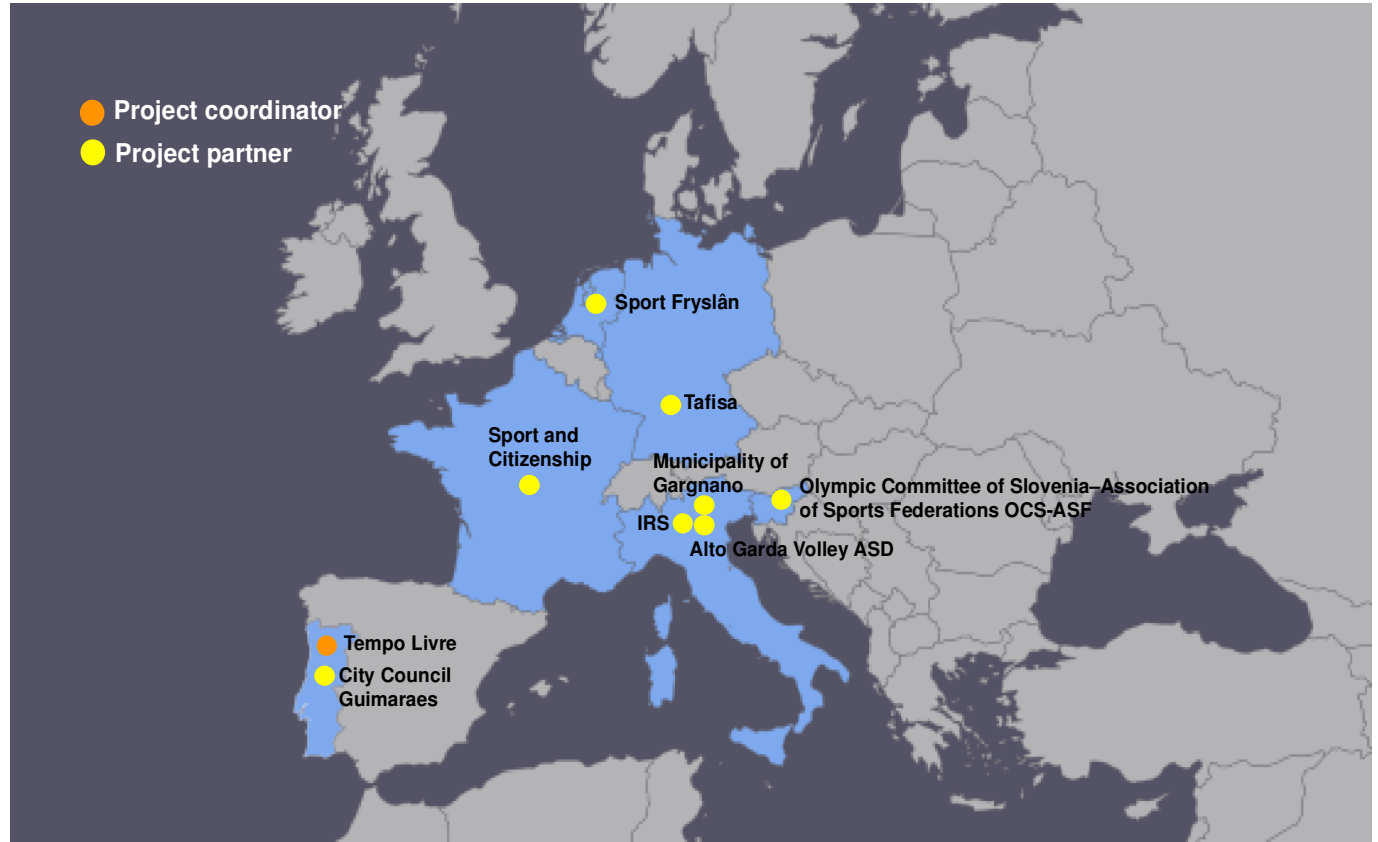 Project coordinator
Project partner
Sport Fryslân
Tafisa
Sport and
Citizenship
Municipality of
Gargnano
Olympic Committee of Slovenia–Association
of Sports Federations OCS-ASF
IRS
Alto Garda Volley ASD
Tempo Livre
City Council
Guimaraes